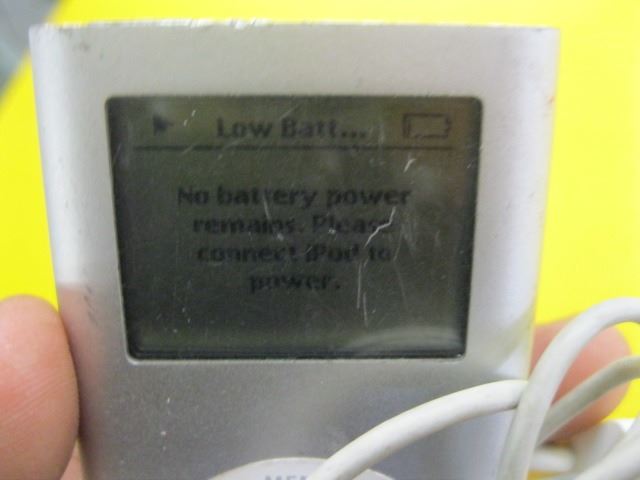 Low Batt...
No battery power
remains. Please
connect iPod to
power.